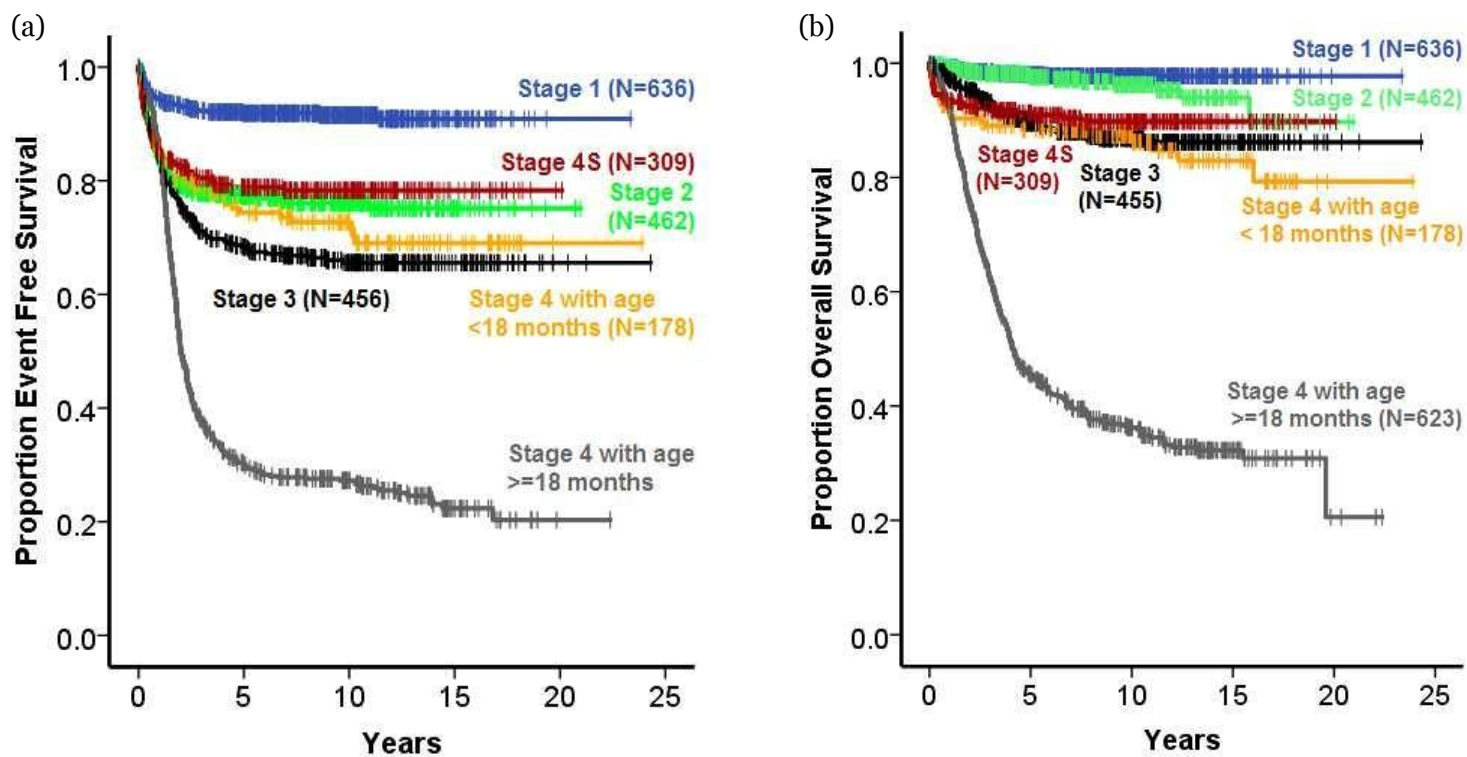 (a)
Proportion Event Free Survival
1.0
0.8
0.6
0.4
0.2
0.0
Stage 1 (N=636)
Stage 4S (N=309)
Stage 2
(N=462)
Stage 3 (N=456)
Stage 4 with age
<18 months (N=178)
Stage 4 with age
>=18 months
0 5 10 15 20 25
Years
(b)
Proportion Overall Survival
1.0
0.8
0.6
0.4
0.2
0.0
Stage 1 (N=636)
Stage 2 (N=462)
Stage 4S
(N=309)
Stage 3
(N=455)
Stage 4 with age
< 18 months (N=178)
Stage 4 with age
>=18 months (N=623)
0 5 10 15 20 25
Years